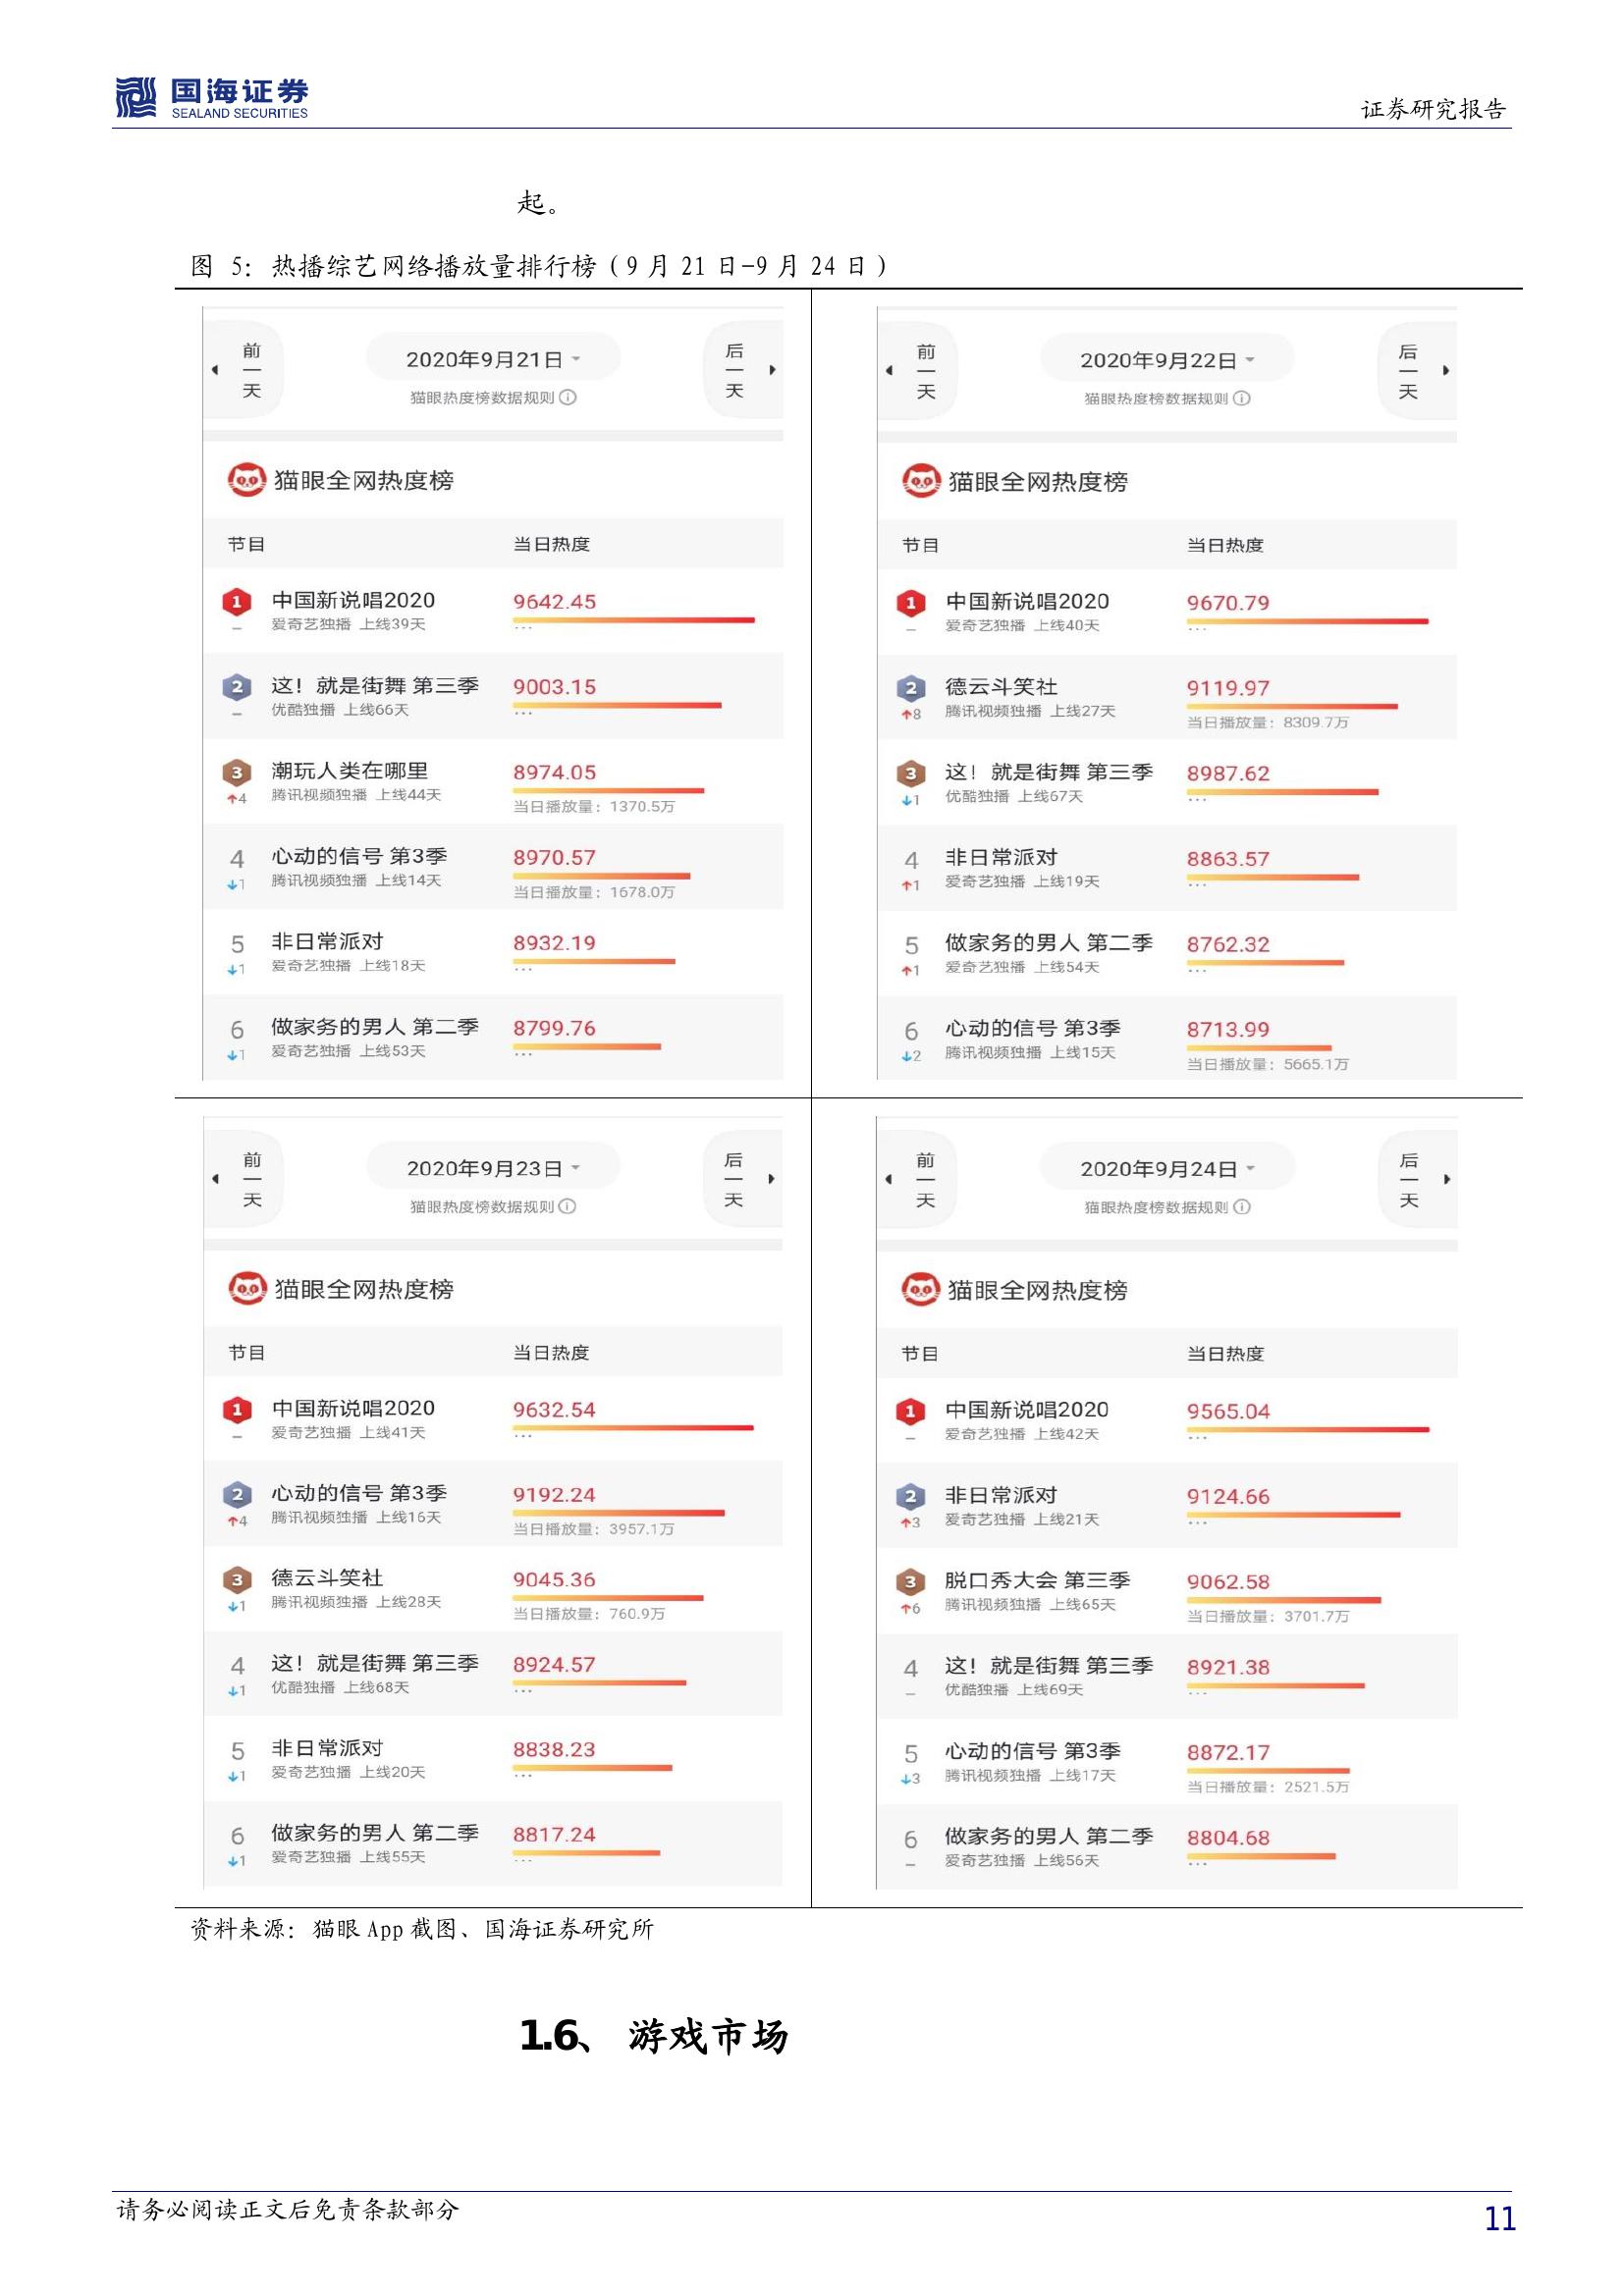 国海证券
SEALAND SECURITIES
证券研究报告
起。
图 5：热播综艺网络播放量排行榜（9 月 21 日-9 月 24 日）
前一天
2020年9月21日
后一天
猫眼热度榜数据规则
猫眼全网热度榜
节目 当日热度
1 中国新说唱2020 9642.45
– 爱奇艺独播 上线39天 ...
2 这！就是街舞 第三季 9003.15
– 优酷独播 上线66天 ...
3 潮玩人类在哪里 8974.05
↑4 腾讯视频独播 上线44天 当日播放量：1370.5万
4 心动的信号 第3季 8970.57
↓1 腾讯视频独播 上线14天 当日播放量：1678.0万
5 非日常派对 8932.19
↓1 爱奇艺独播 上线18天 ...
6 做家务的男人 第二季 8799.76
↓1 爱奇艺独播 上线53天 ...
前一天
2020年9月22日
后一天
猫眼热度榜数据规则
猫眼全网热度榜
节目 当日热度
1 中国新说唱2020 9670.79
– 爱奇艺独播 上线40天 ...
2 德云斗笑社 9119.97
↑8 腾讯视频独播 上线27天 当日播放量：8309.7万
3 这！就是街舞 第三季 8987.62
↓1 优酷独播 上线67天 ...
4 非日常派对 8863.57
↑1 爱奇艺独播 上线19天 ...
5 做家务的男人 第二季 8762.32
↑1 爱奇艺独播 上线54天 ...
6 心动的信号 第3季 8713.99
↓2 腾讯视频独播 上线15天 当日播放量：5665.1万
前一天
2020年9月23日
后一天
猫眼热度榜数据规则
猫眼全网热度榜
节目 当日热度
1 中国新说唱2020 9632.54
– 爱奇艺独播 上线41天 ...
2 心动的信号 第3季 9192.24
↑4 腾讯视频独播 上线16天 当日播放量：3957.1万
3 德云斗笑社 9045.36
↓1 腾讯视频独播 上线28天 当日播放量：760.9万
4 这！就是街舞 第三季 8924.57
↓1 优酷独播 上线68天 ...
5 非日常派对 8838.23
↓1 爱奇艺独播 上线20天 ...
6 做家务的男人 第二季 8817.24
↓1 爱奇艺独播 上线55天 ...
前一天
2020年9月24日
后一天
猫眼热度榜数据规则
猫眼全网热度榜
节目 当日热度
1 中国新说唱2020 9565.04
– 爱奇艺独播 上线42天 ...
2 非日常派对 9124.66
↑3 爱奇艺独播 上线21天 ...
3 脱口秀大会 第三季 9062.58
↑6 腾讯视频独播 上线65天 当日播放量：3701.7万
4 这！就是街舞 第三季 8921.38
– 优酷独播 上线69天 ...
5 心动的信号 第3季 8872.17
↓3 腾讯视频独播 上线17天 当日播放量：2521.5万
6 做家务的男人 第二季 8804.68
– 爱奇艺独播 上线56天 ...
资料来源：猫眼 App 截图、国海证券研究所
1.6、 游戏市场
请务必阅读正文后免责条款部分
11